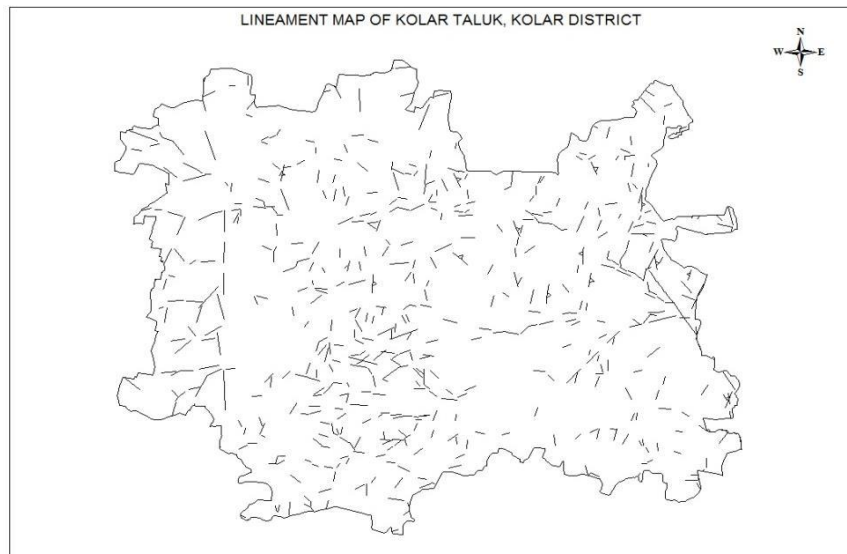 LINEAMENT MAP OF KOLAR TALUK, KOLAR DISTRICT
N
W E
S